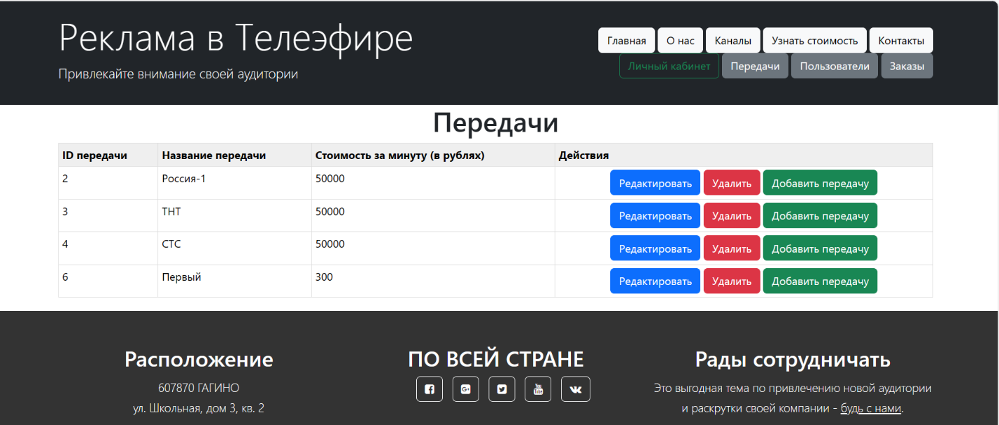 Реклама в Телеэфире
Привлекайте внимание своей аудитории
Главная О нас Каналы Узнать стоимость Контакты
Личный кабинет Передачи Пользователи Заказы
Передачи
ID передачи Название передачи Стоимость за минуту (в рублях) Действия
2 Россия-1 50000 Редактировать Удалить Добавить передачу
3 ТНТ 50000 Редактировать Удалить Добавить передачу
4 СТС 50000 Редактировать Удалить Добавить передачу
6 Первый 300 Редактировать Удалить Добавить передачу
Расположение
607870 ГАГИНО
ул. Школьная, дом 3, кв. 2
ПО ВСЕЙ СТРАНЕ
You Tube
Рады сотрудничать
Это выгодная тема по привлечению новой аудитории
и раскрутки своей компании - будь с нами.